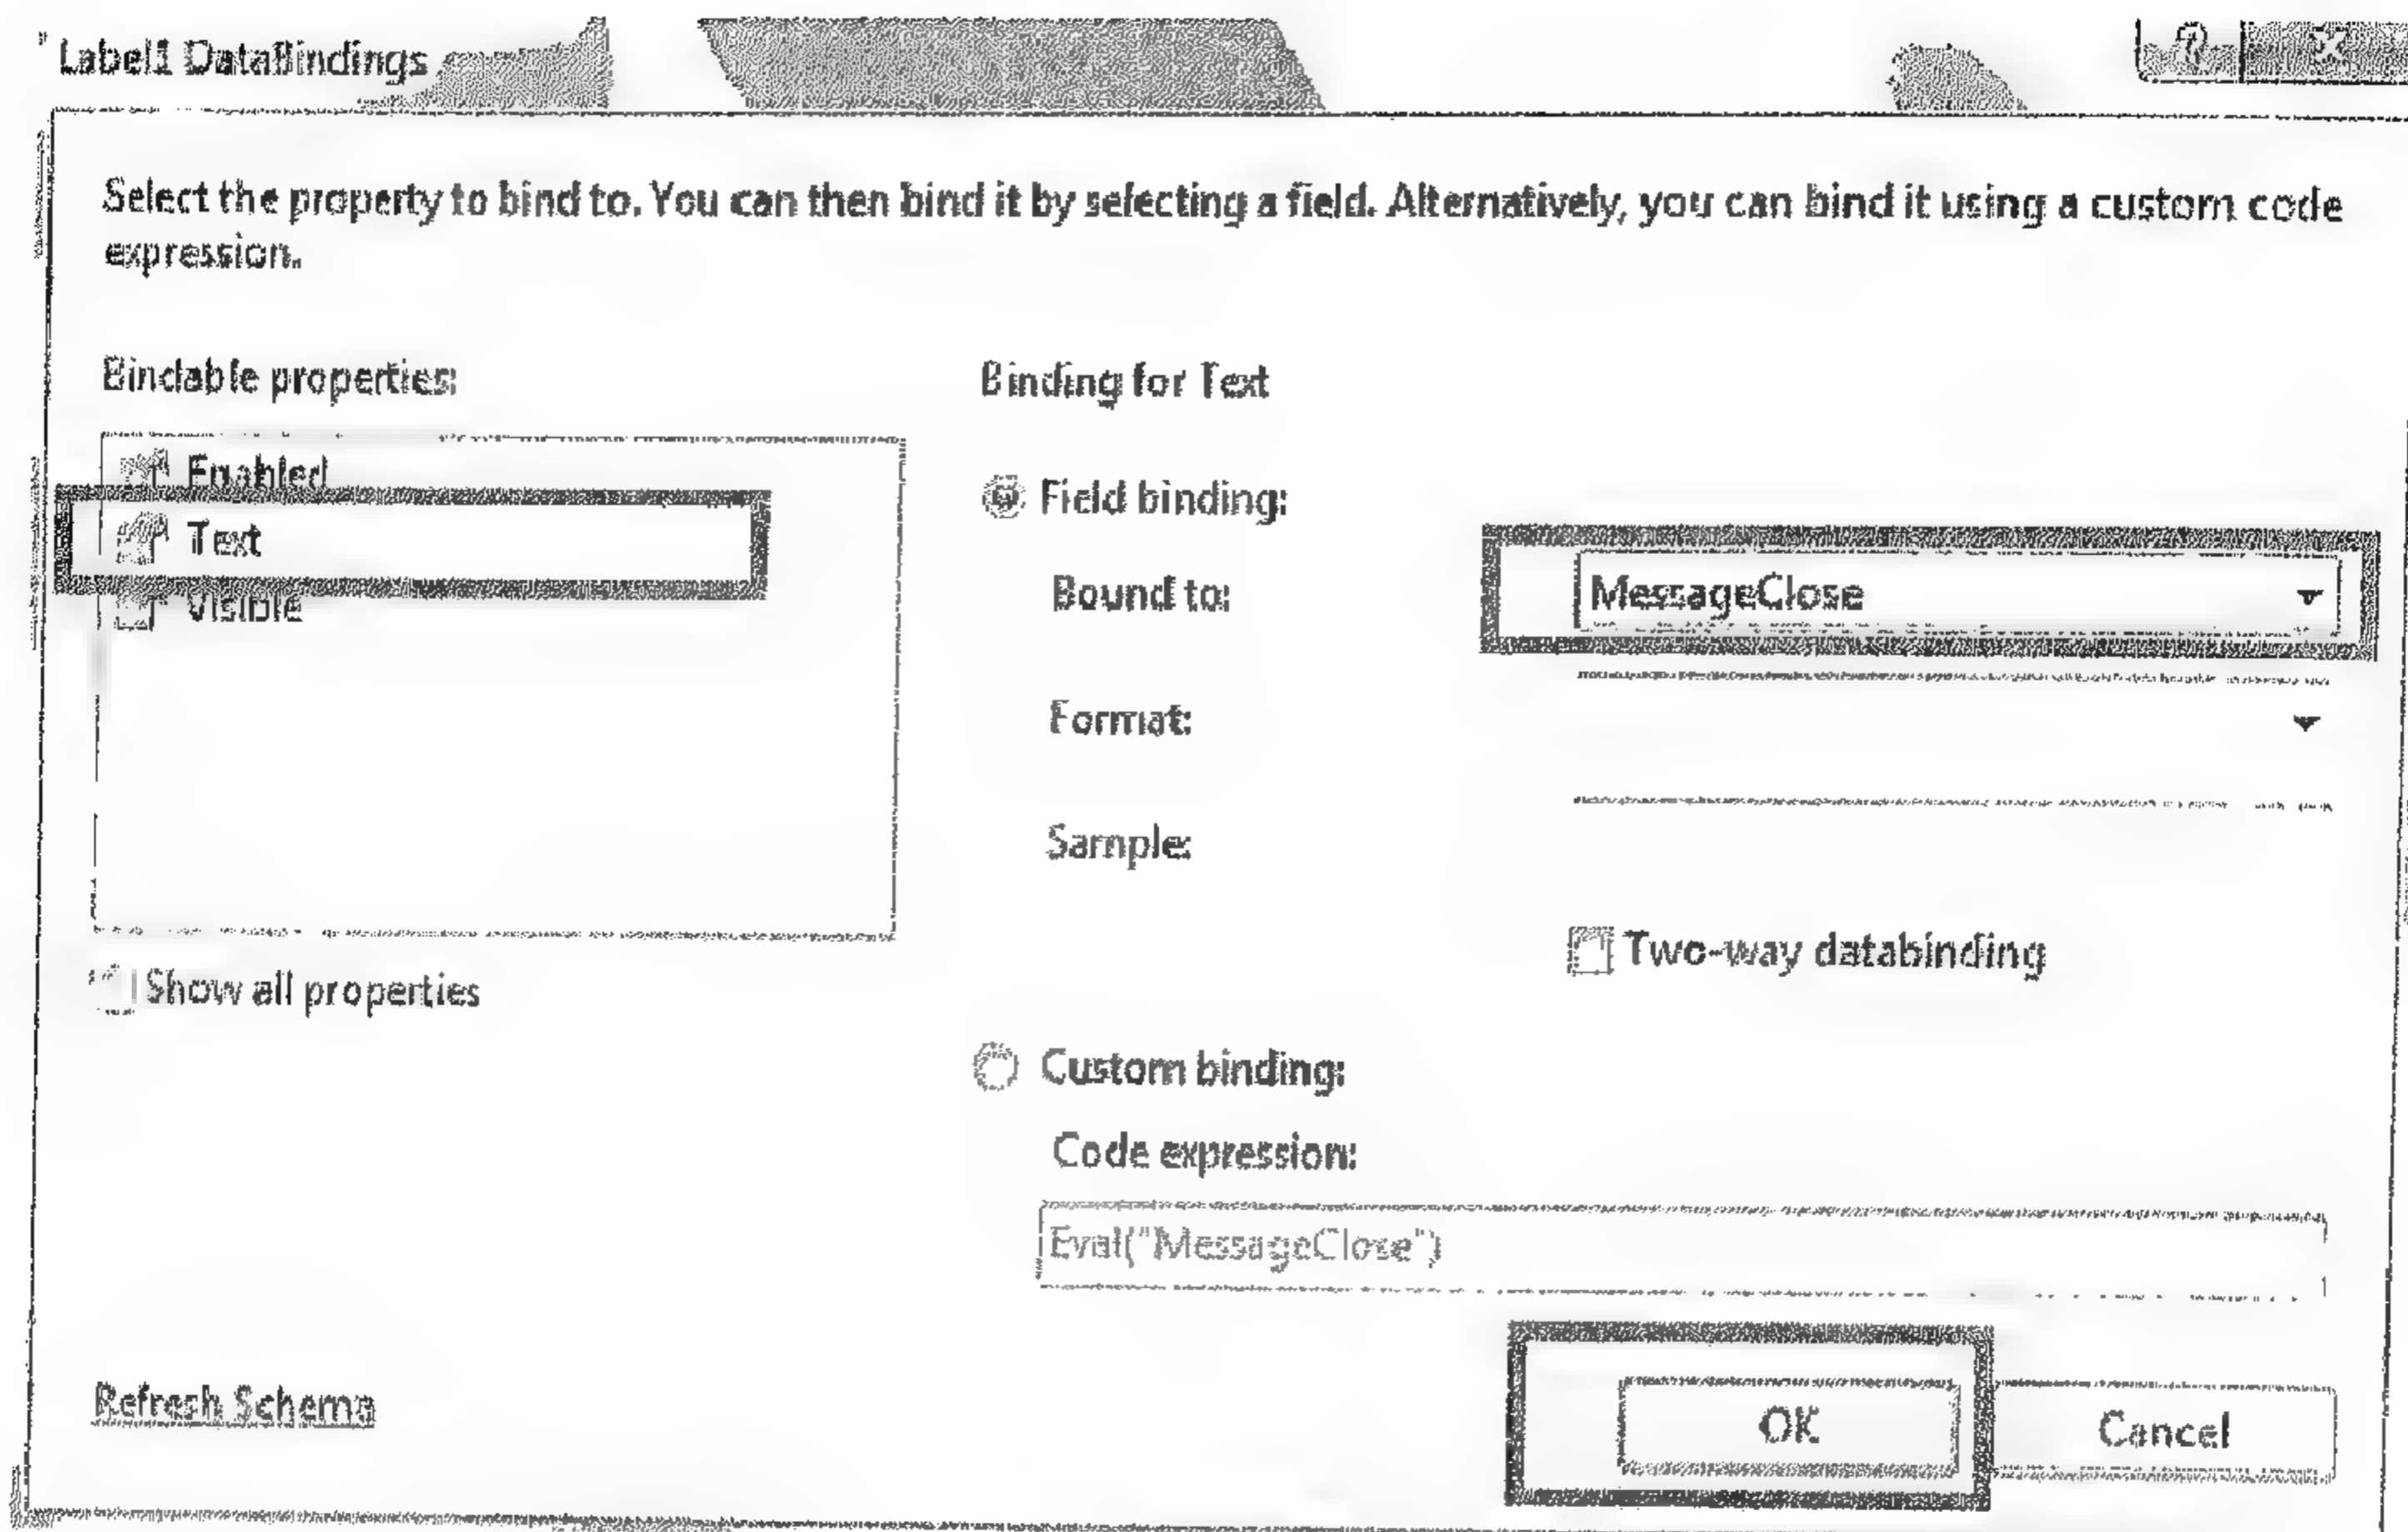 Label1 DataBindings
Select the property to bind to. You can then bind it by selecting a field. Alternatively, you can bind it using a custom code
expression.
Bindable properties:
Enabled
Text
Visible
Show all properties
Refresh Schema
Binding for Text
Field binding:
Bound to:
MessageClose
Format:
Sample:
Two-way databinding
Custom binding:
Code expression:
Eval("MessageClose")
OK
Cancel